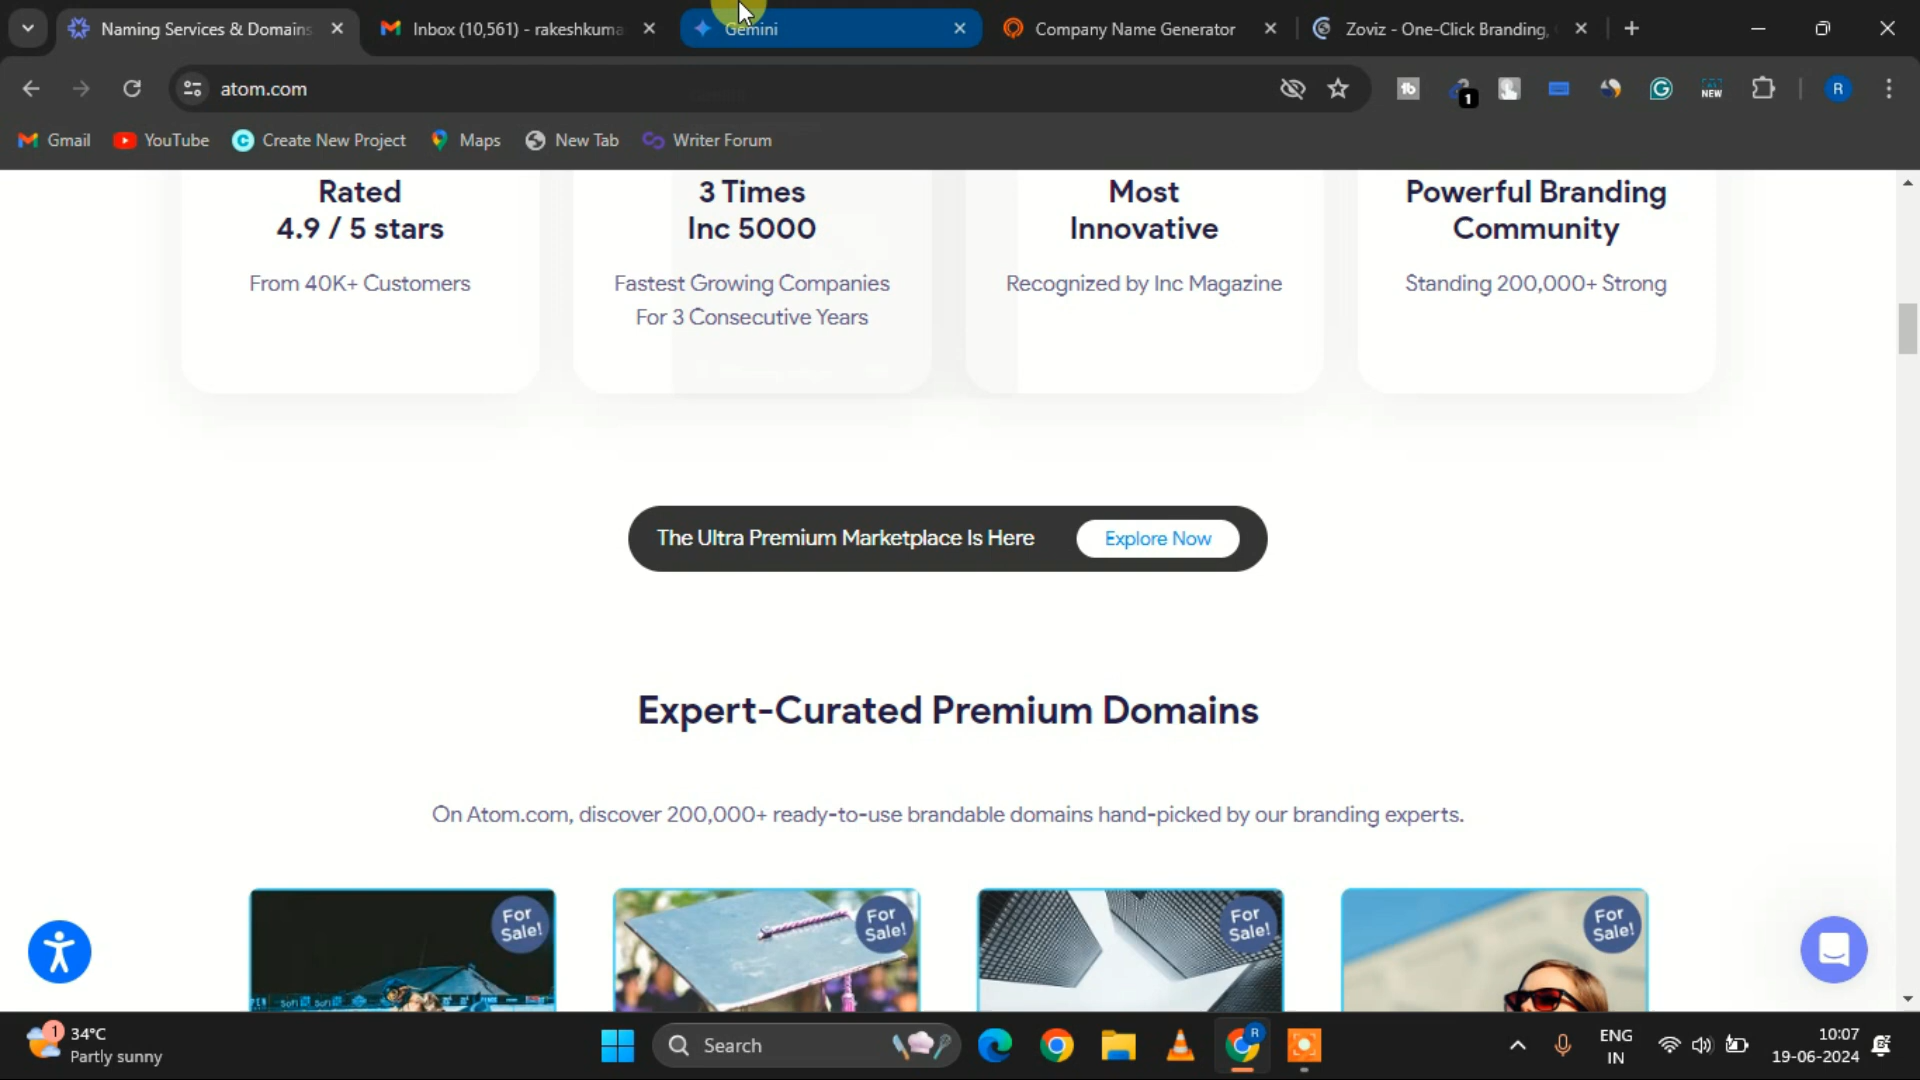 Naming Services & Domains
Inbox (10,561) - rakeshkuma
Gemini
Company Name Generator
Zoviz - One-Click Branding,
atom.com
1
NEW
R
Gmail
YouTube
Create New Project
Maps
New Tab
Writer Forum
Rated
4.9 / 5 stars
From 40K+ Customers
3 Times
Inc 5000
Fastest Growing Companies
For 3 Consecutive Years
Most
Innovative
Recognized by Inc Magazine
Powerful Branding
Community
Standing 200,000+ Strong
The Ultra Premium Marketplace Is Here
Explore Now
Expert-Curated Premium Domains
On Atom.com, discover 200,000+ ready-to-use brandable domains hand-picked by our branding experts.
For
Sale!
For
Sale!
For
Sale!
For
Sale!
1
34°C
Partly sunny
Search
R
ENG
IN
10:07
19-06-2024